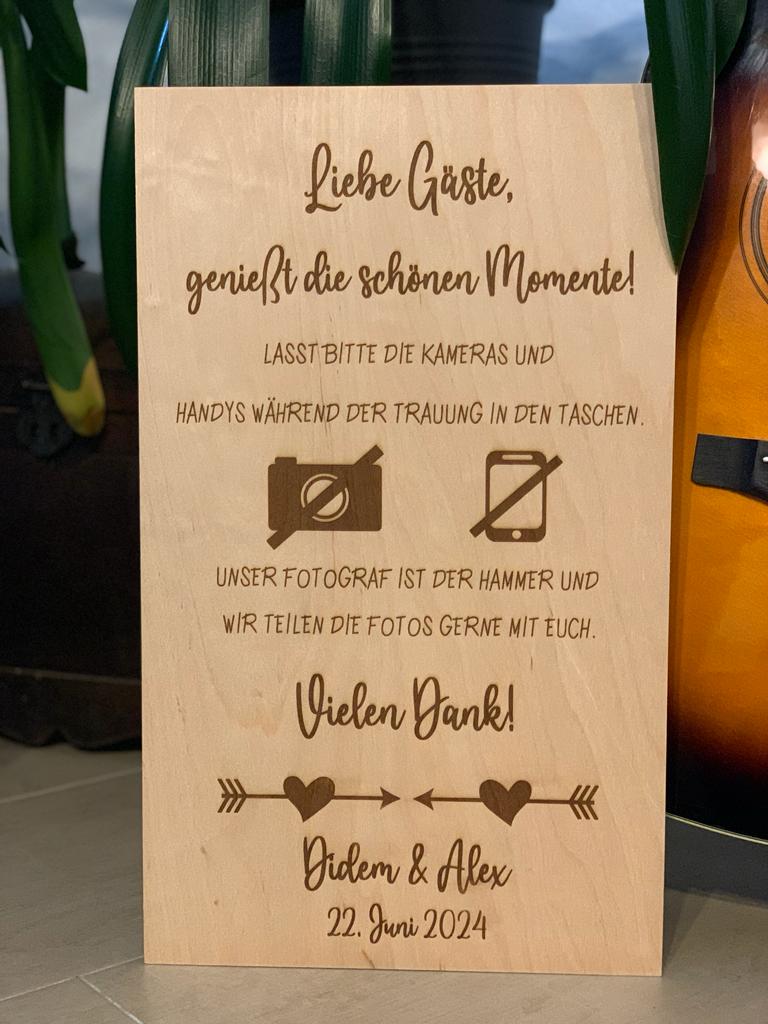 Liebe Gäste,
genießt die schönen Momente!
LASST BITTE DIE KAMERAS UND
HANDYS WÄHREND DER TRAUUNG IN DEN TASCHEN.
UNSER FOTOGRAF IST DER HAMMER UND
WIR TEILEN DIE FOTOS GERNE MIT EUCH.
Vielen Dank!
Didem & Alex
22. Juni 2024